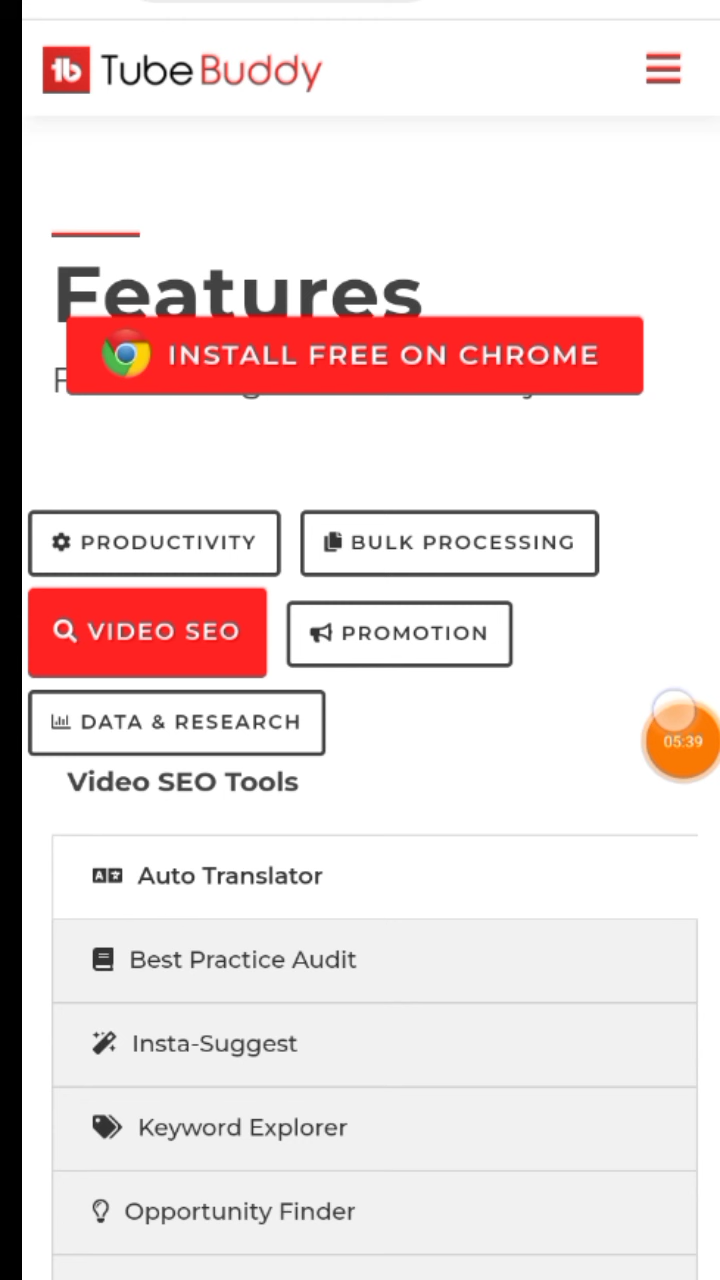 TubeBuddy
Features
INSTALL FREE ON CHROME
PRODUCTIVITY
BULK PROCESSING
VIDEO SEO
PROMOTION
DATA & RESEARCH
05:39
Video SEO Tools
Auto Translator
Best Practice Audit
Insta-Suggest
Keyword Explorer
Opportunity Finder